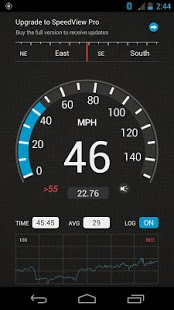 2:44
Upgrade to SpeedView Pro
Buy the full version to receive updates
NE East SE South
0
20
40
60
80
100
120
140
160
MPH
46
>55
22.76
TIME 45:45 AVG 29 LOG ON
100 REC